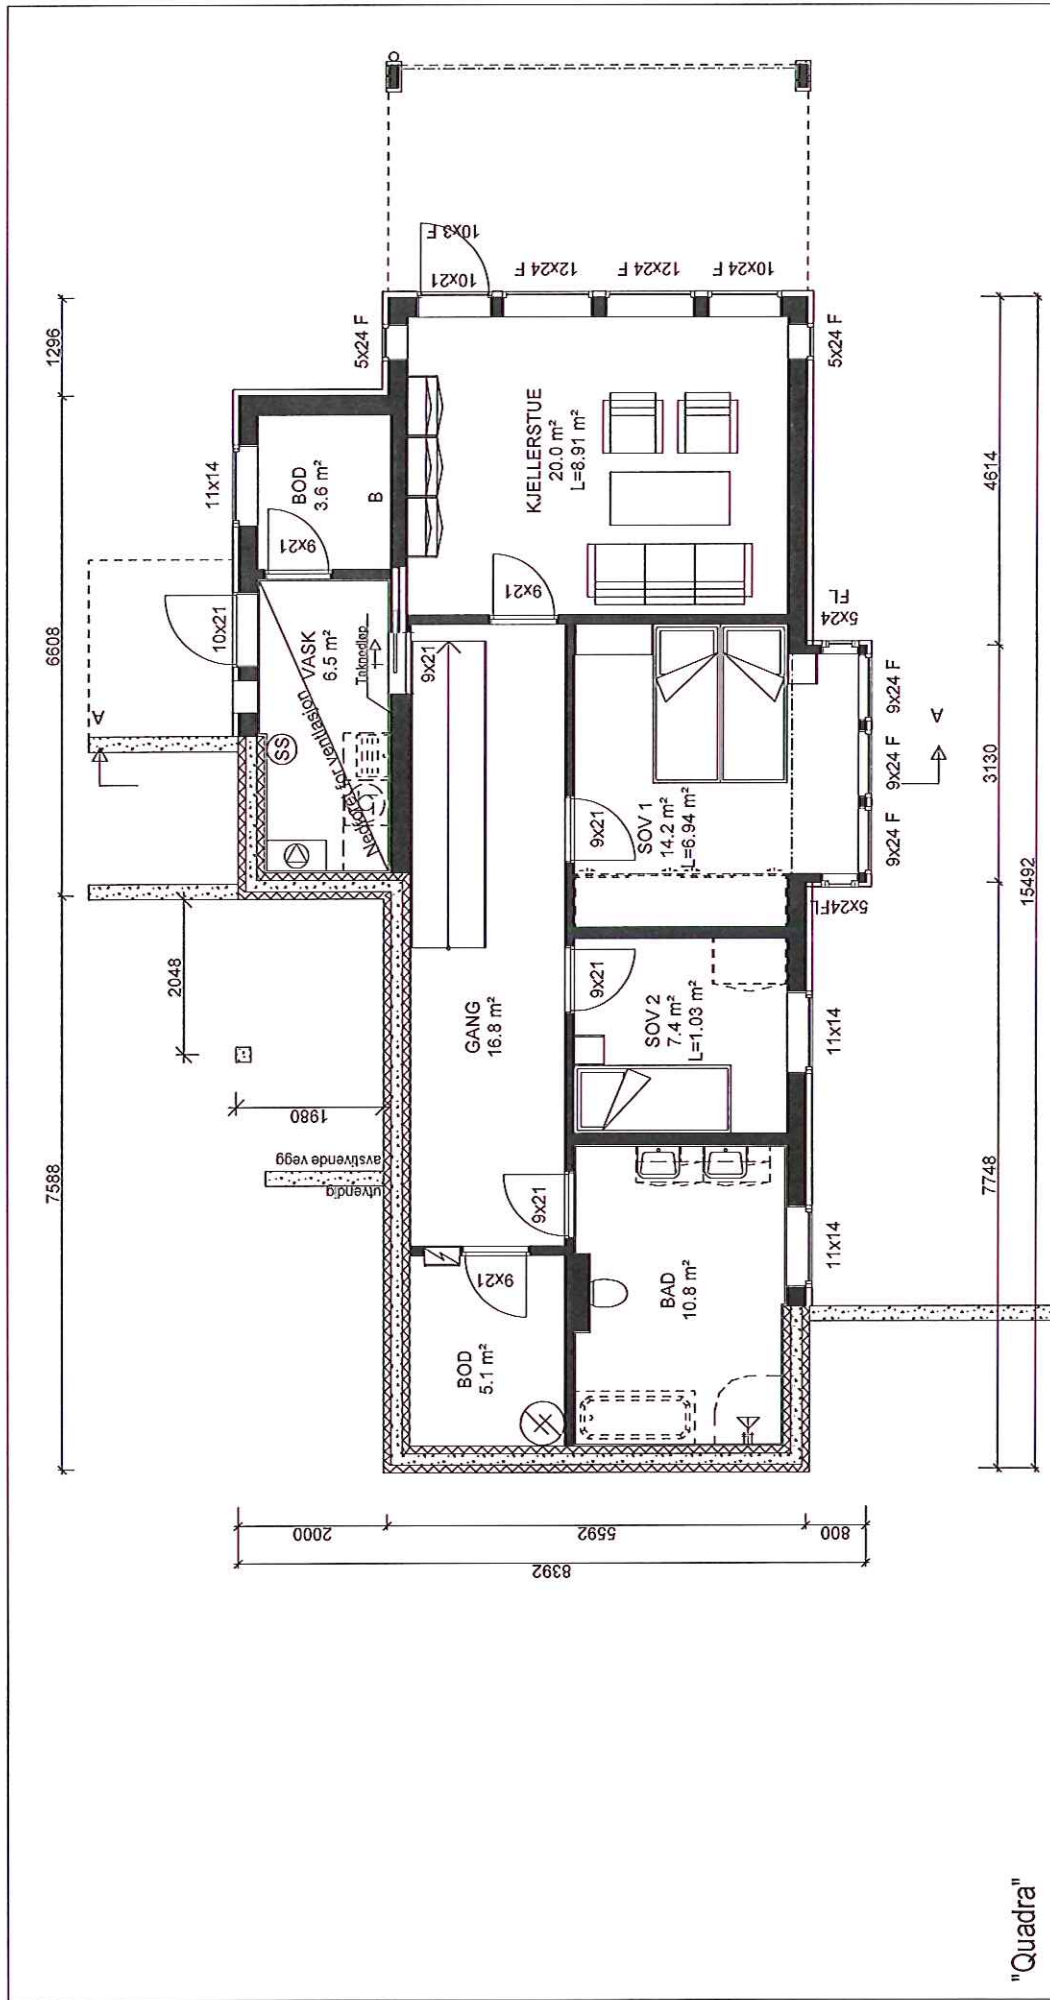 7588
6608
1296
2048
1980
utvendig
avstivende vegg
A
10x21
11x14
5x24 F
10x21
10x3 F
12x24 F
12x24 F
10x24 F
5x24 F
BOD
3.6 m²
B
9x21
VASK
6.5 m²
SS
Nedforet for ventilasjon
Taknedløp
9x21
KJELLERSTUE
20.0 m²
L=8.91 m²
9x21
GANG
16.8 m²
BOD
5.1 m²
9x21
9x21
BAD
10.8 m²
SOV 2
7.4 m²
L=1.03 m²
9x21
SOV 1
14.2 m²
L=6.94 m²
9x21
11x14
11x14
5x24FL
5x24
FL
9x24 F
9x24 F
9x24 F
A
2000
5592
800
8392
7748
3130
4614
15492
"Quadra"